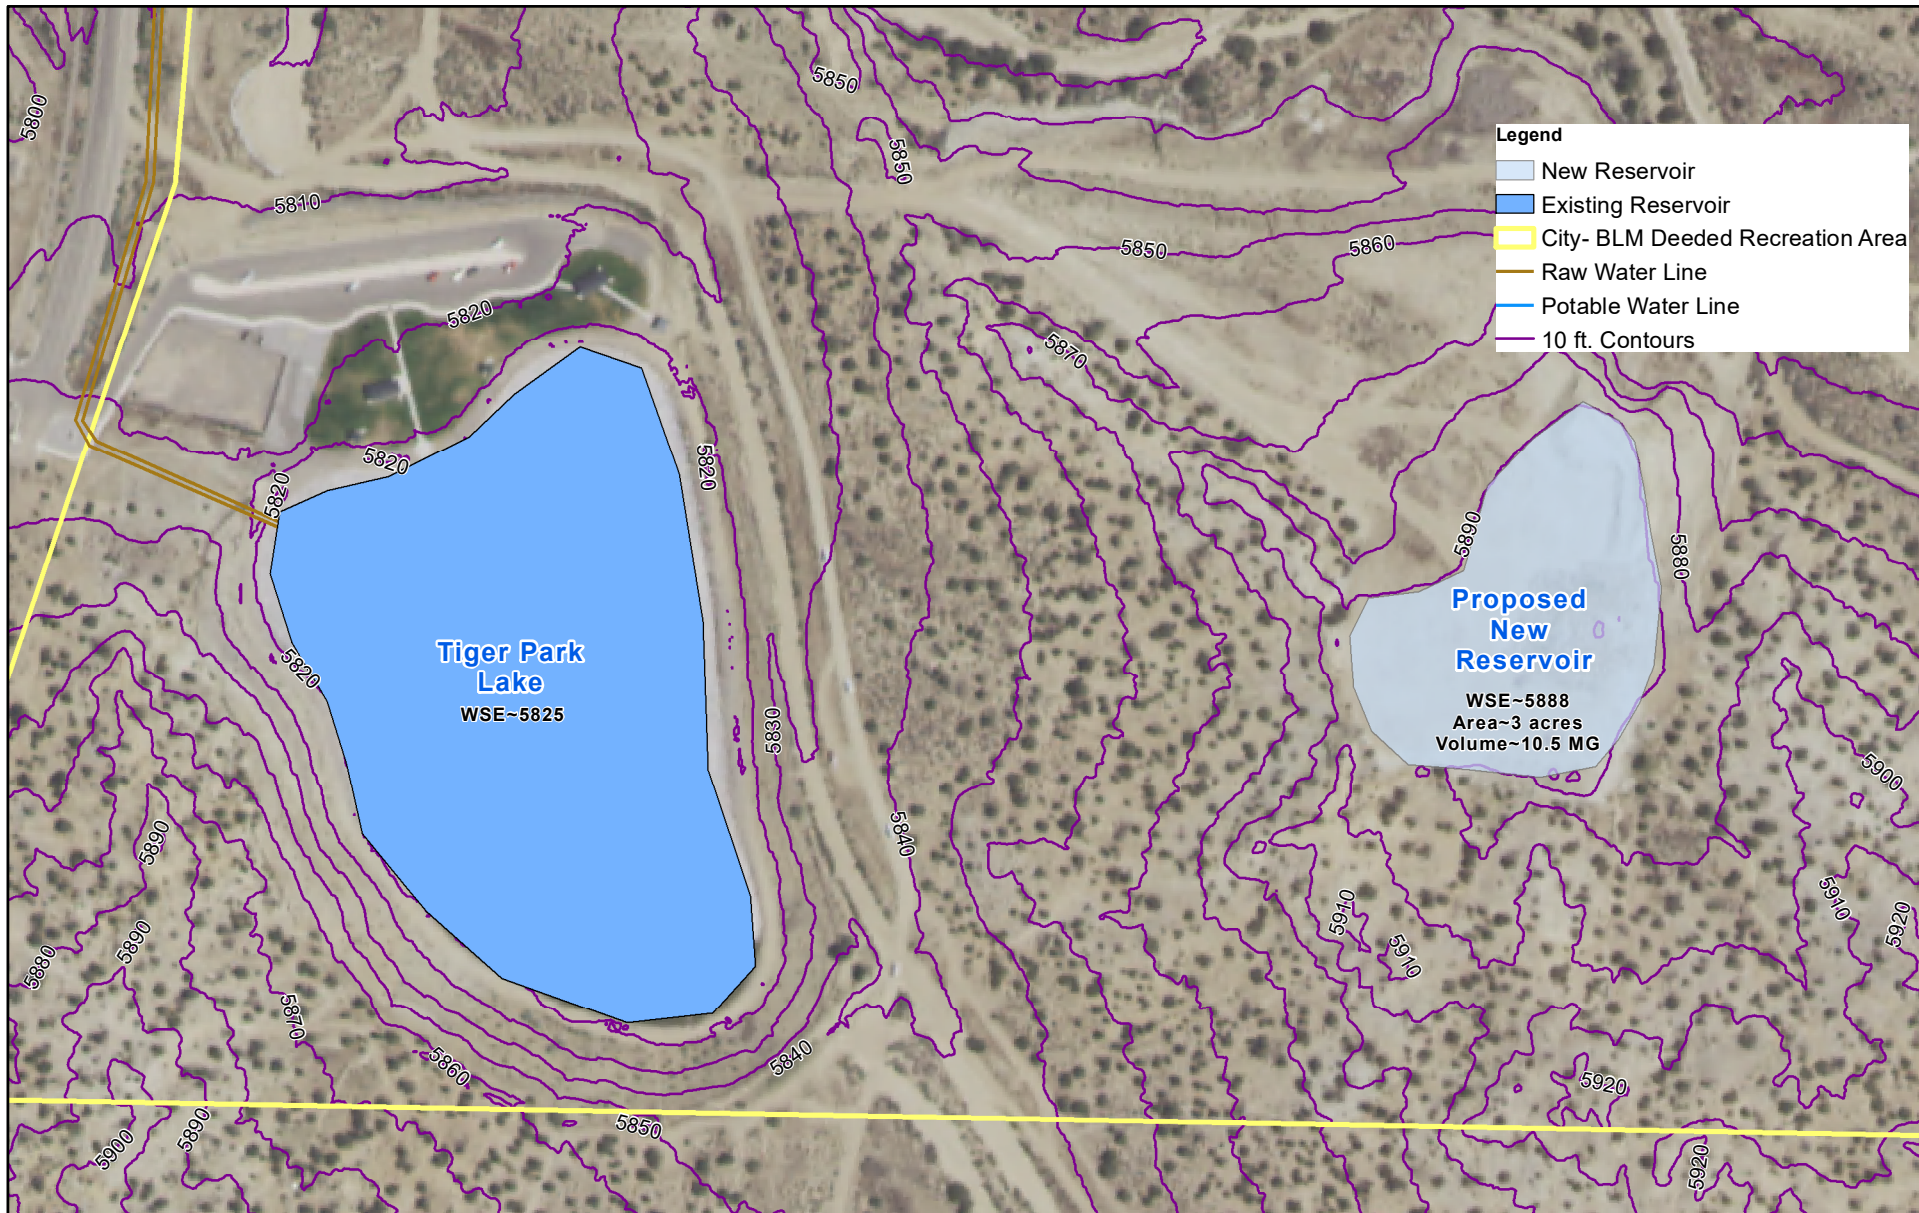 5850
5800
5850
5810
5850
5860
5820
5870
Legend
New Reservoir
Existing Reservoir
City- BLM Deeded Recreation Area
Raw Water Line
Potable Water Line
10 ft. Contours
5820
5820
5820
5890
5880
5820
Tiger Park
Lake
WSE~5825
Proposed
New
Reservoir
WSE~5888
Area~3 acres
Volume~10.5 MG
5830
5840
5900
5890
5890
5880
5870
5910
5910
5910
5920
5860
5840
5850
5900
5890
5920
5920